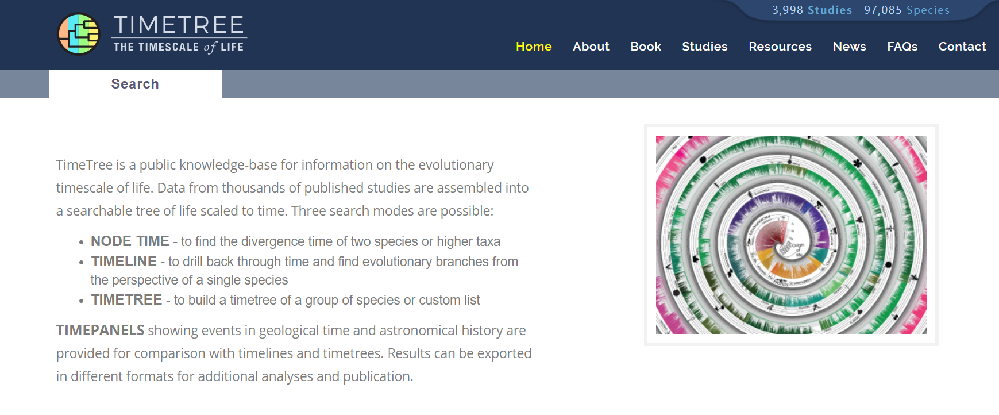 3,998 Studies 97,085 Species
TIMETREE
THE TIMESCALE of LIFE
Home About Book Studies Resources News FAQs Contact
Search
TimeTree is a public knowledge-base for information on the evolutionary
timescale of life. Data from thousands of published studies are assembled into
a searchable tree of life scaled to time. Three search modes are possible:
• NODE TIME - to find the divergence time of two species or higher taxa
• TIMELINE - to drill back through time and find evolutionary branches from
the perspective of a single species
• TIMETREE - to build a timetree of a group of species or custom list
TIMEPANELS showing events in geological time and astronomical history are
provided for comparison with timelines and timetrees. Results can be exported
in different formats for additional analyses and publication.
Origin
of
life